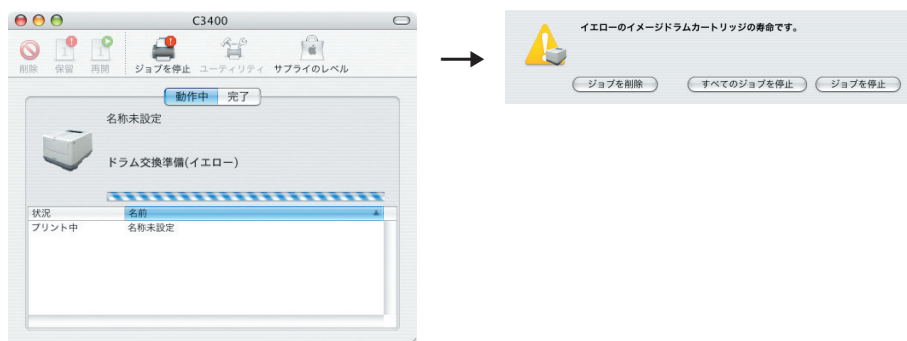 C3400
削除 保留 再開 ジョブを停止 ユーティリティ サプライのレベル
動作中 完了
名称未設定
ドラム交換準備(イエロー)
状況 名前
プリント中 名称未設定
イエローのイメージドラムカートリッジの寿命です。
ジョブを削除 すべてのジョブを停止 ジョブを停止